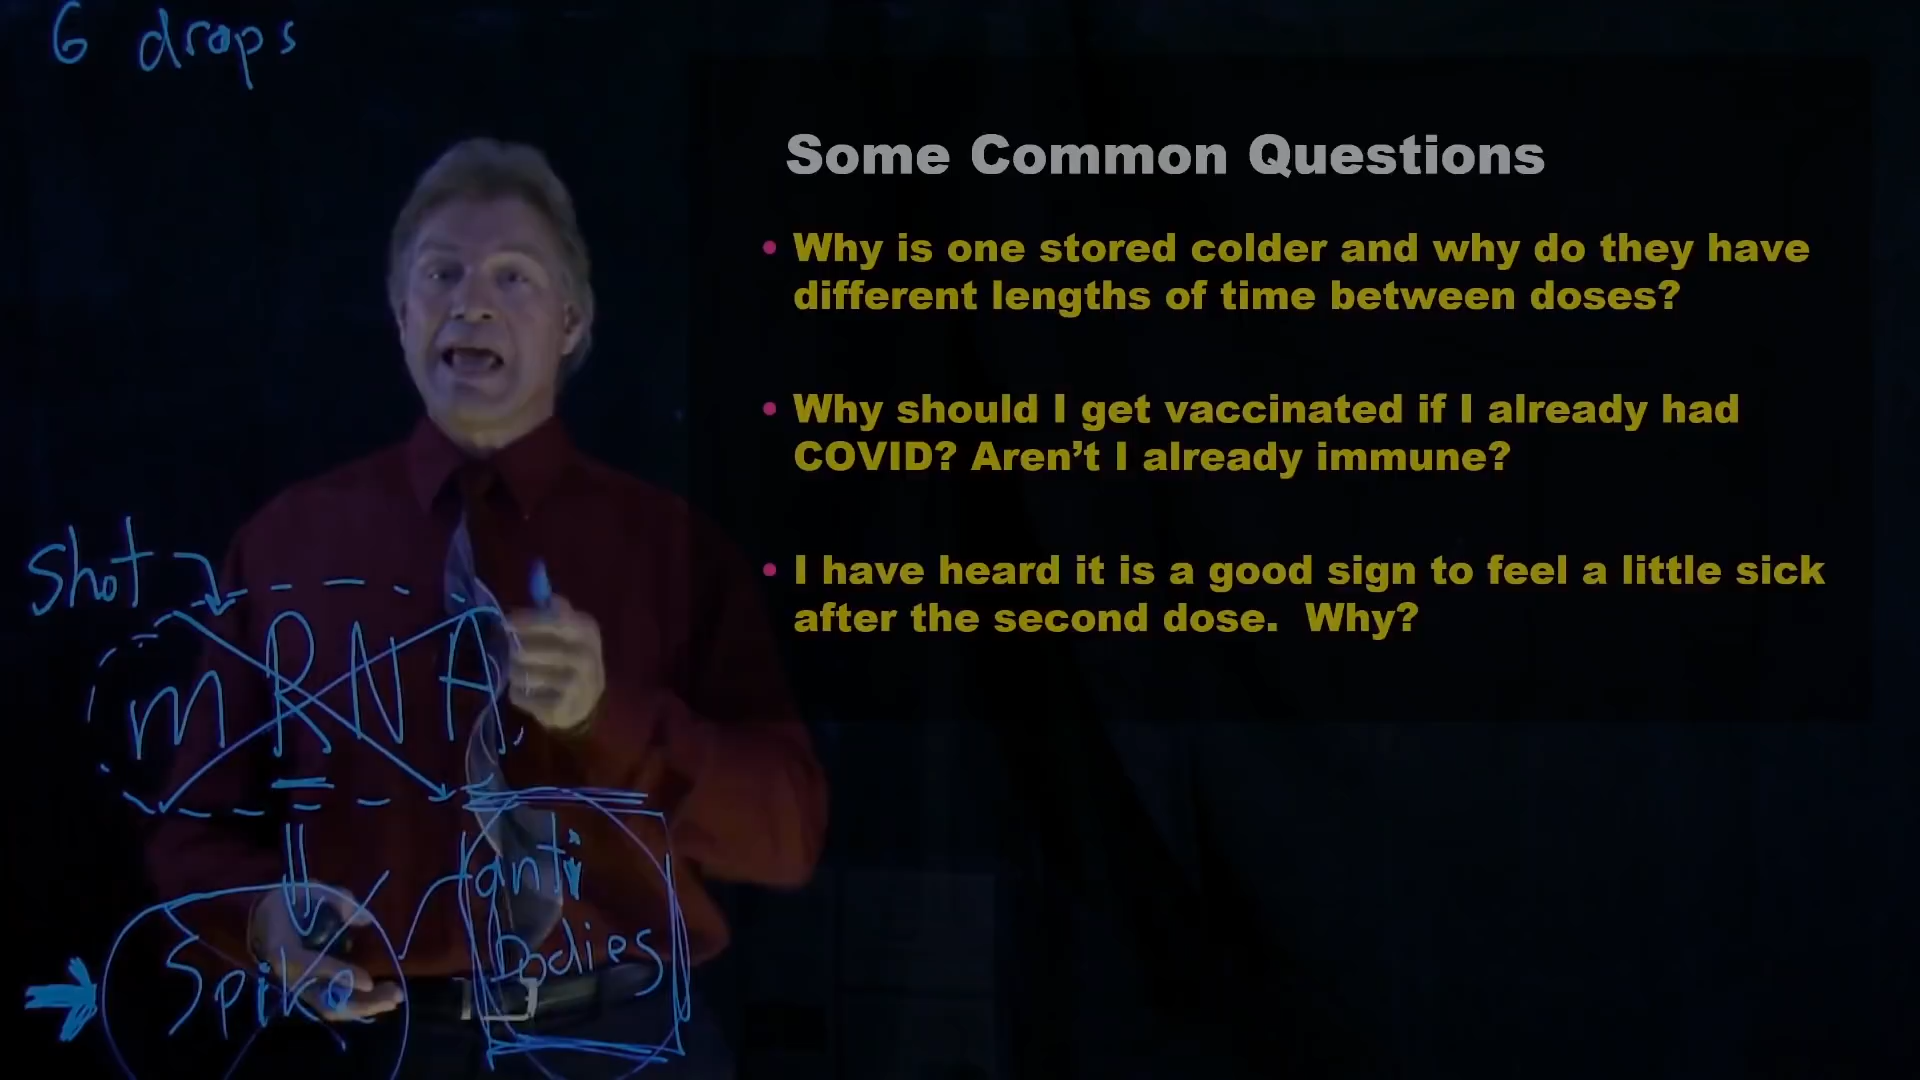 6 drops
Some Common Questions
• Why is one stored colder and why do they have
different lengths of time between doses?
• Why should I get vaccinated if I already had
COVID? Aren’t I already immune?
• I have heard it is a good sign to feel a little sick
after the second dose.  Why?
Shot
mRNA
anti
bodies
Spike